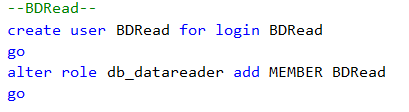 --BDRead--
create user BDRead for login BDRead
go
alter role db_datareader add MEMBER BDRead
go